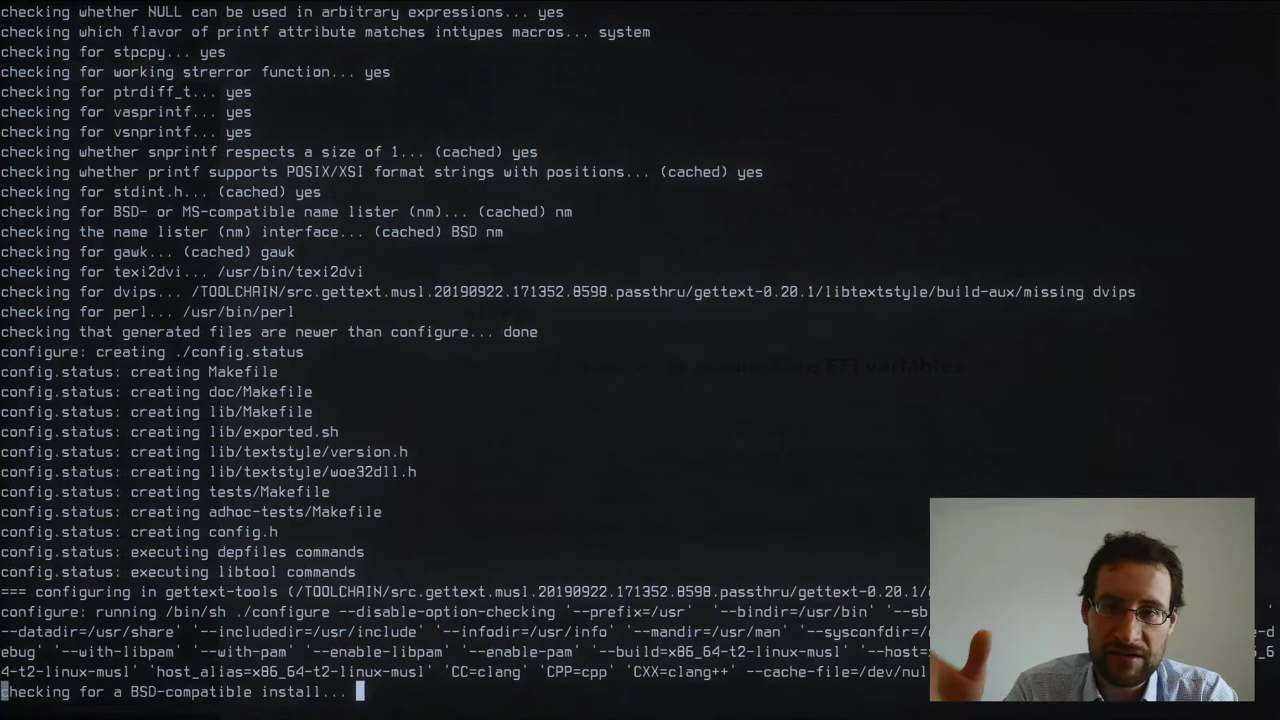 checking whether NULL can be used in arbitrary expressions... yes
checking which flavor of printf attribute matches inttypes macros... system
checking for stpcpy... yes
checking for working strerror function... yes
checking for ptrdiff_t... yes
checking for vasprintf... yes
checking for vsnprintf... yes
checking whether snprintf respects a size of 1... (cached) yes
checking whether printf supports POSIX/XSI format strings with positions... (cached) yes
checking for stdint.h... (cached) yes
checking for BSD- or MS-compatible name lister (nm)... (cached) nm
checking the name lister (nm) interface... (cached) BSD nm
checking for gawk... (cached) gawk
checking for texi2dvi... /usr/bin/texi2dvi
checking for dvips... /TOOLCHAIN/src.gettext.musl.20190922.171352.8598.passthru/gettext-0.20.1/libtextstyle/build-aux/missing dvips
checking for perl... /usr/bin/perl
checking that generated files are newer than configure... done
configure: creating ./config.status
EFI variables
config.status: creating Makefile
config.status: creating doc/Makefile
config.status: creating lib/Makefile
config.status: creating lib/exported.sh
config.status: creating lib/textstyle/version.h
config.status: creating lib/textstyle/woe32dll.h
config.status: creating tests/Makefile
config.status: creating adhoc-tests/Makefile
config.status: creating config.h
config.status: executing depfiles commands
config.status: executing libtool commands
=== configuring in gettext-tools (/TOOLCHAIN/src.gettext.musl.20190922.171352.8598.passthru/gettext-0.20.1/
configure: running /bin/sh ./configure --disable-option-checking '--prefix=/usr' '--bindir=/usr/bin' '--sb '
--datadir=/usr/share' '--includedir=/usr/include' '--infodir=/usr/info' '--mandir=/usr/man' '--sysconfdir=/ e-d
ebug' '--with-libpam' '--with-pam' '--enable-libpam' '--enable-pam' '--build=x86_64-t2-linux-musl' '--host= 6_6
4-t2-linux-musl' 'host_alias=x86_64-t2-linux-musl' 'CC=clang' 'CPP=cpp' 'CXX=clang++' --cache-file=/dev/nul
checking for a BSD-compatible install...